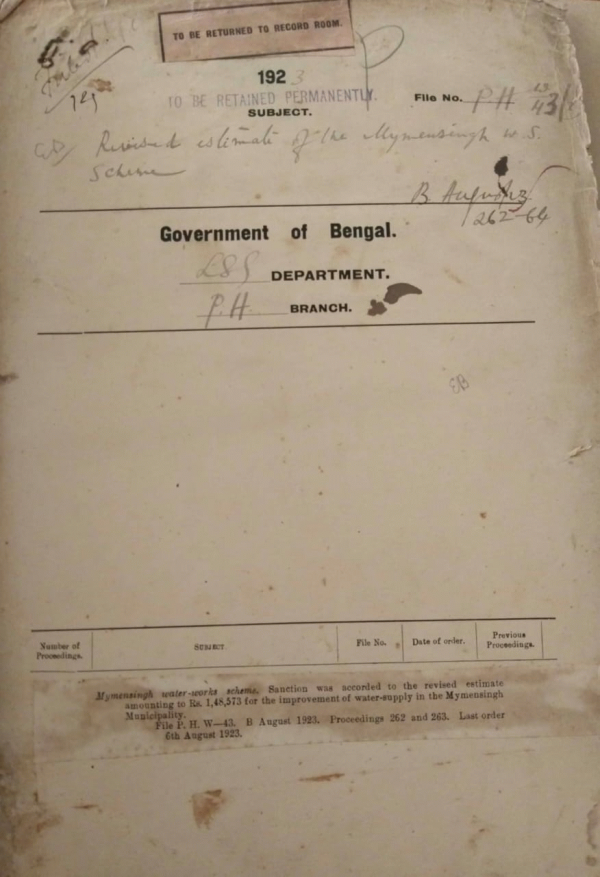 TO BE RETURNED TO RECORD ROOM.
1923
TO BE RETAINED PERMANENTLY.
File No. P H 43
SUBJECT.
Revised estimate of the Mymensingh W. S.
Scheme
B August
262-64
Government of Bengal.
LSG DEPARTMENT.
P.H BRANCH.
EB
Number of Proceedings.
SUBJECT
File No.
Date of order.
Previous Proceedings.
Mymensingh water-works scheme. Sanction was accorded to the revised estimate
amounting to Rs. 1,48,573 for the improvement of water-supply in the Mymensingh
Municipality.
File P. H. W—43. B August 1923. Proceedings 262 and 263. Last order
6th August 1923.